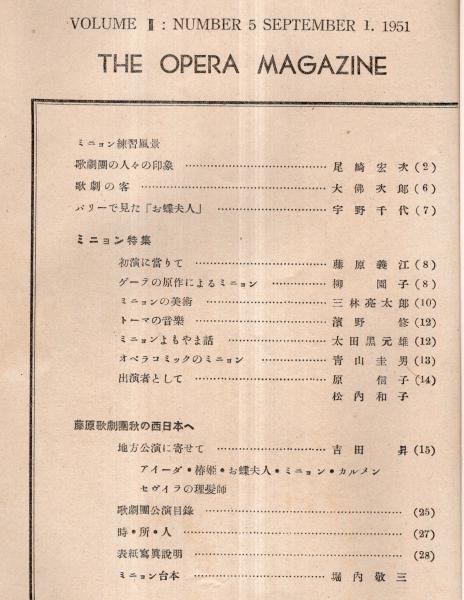 VOLUME Ⅱ : NUMBER 5 SEPTEMBER 1. 1951
THE OPERA MAGAZINE
ミニョン練習風景
歌劇團の人々の印象 ………………………… 尾崎宏次 (2)
歌劇の客 ………………………… 大佛次郎 (6)
パリーで見た「お蝶夫人」 ………………………… 宇野千代 (7)
ミニョン特集
初演に當りて ………………………… 藤原義江 (8)
ゲーテの原作によるミニョン ………………………… 柳園子 (8)
ミニョンの美術 ………………………… 三林亮太郎 (10)
トーマの音樂 ………………………… 濱野修 (12)
ミニョンよもやま話 ………………………… 太田黒元雄 (12)
オペラコミックのミニョン ………………………… 青山圭男 (13)
出演者として ………………………… 原信子 (14)
松內和子
藤原歌劇團秋の西日本へ
地方公演に寄せて ………………………… 吉田昇 (15)
アイーダ•椿姫•お蝶夫人•ミニョン•カルメン
セヴィラの理髮師
歌劇團公演目錄 ………………………… (25)
時•所•人 ………………………… (27)
表紙寫眞說明 ………………………… (28)
ミニョン台本 ………………………… 堀內敬三